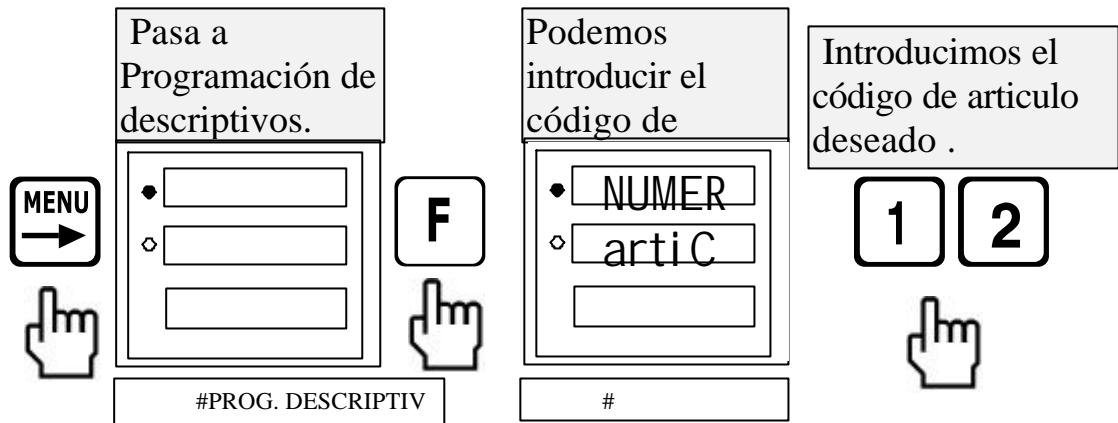 Pasa a
Programación de
descriptivos.
Podemos
introducir el
código de
Introducimos el
código de articulo
deseado .
MENU
F
NUMER
artiC
1
2
#PROG. DESCRIPTIV
#